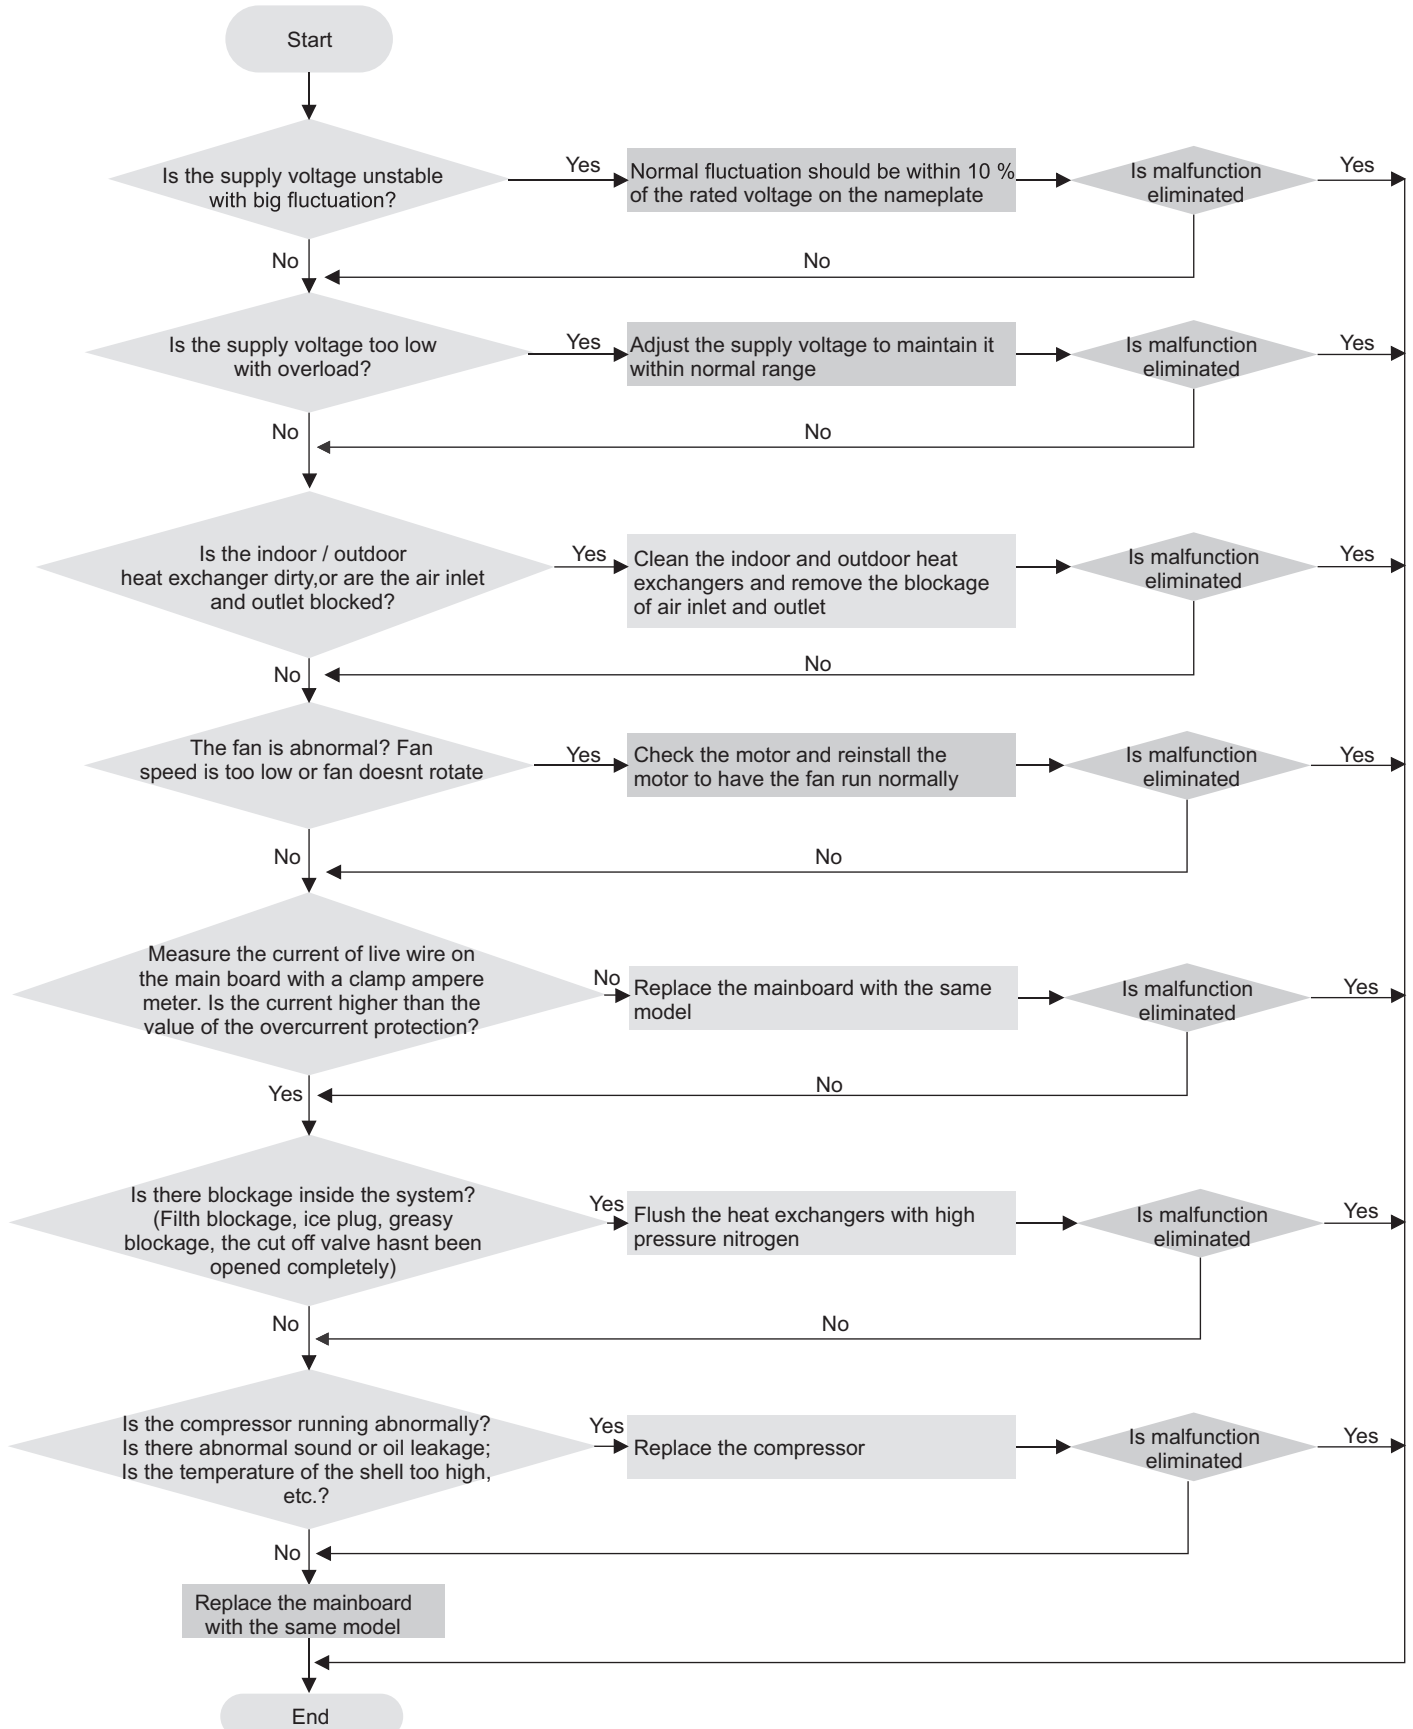 Start
Is the supply voltage unstable
with big fluctuation?
Yes
Normal fluctuation should be within 10 %
of the rated voltage on the nameplate
Is malfunction
eliminated
Yes
No
No
Is the supply voltage too low
with overload?
Yes
Adjust the supply voltage to maintain it
within normal range
Is malfunction
eliminated
Yes
No
No
Is the indoor / outdoor
heat exchanger dirty,or are the air inlet
and outlet blocked?
Yes
Clean the indoor and outdoor heat
exchangers and remove the blockage
of air inlet and outlet
Is malfunction
eliminated
Yes
No
No
The fan is abnormal? Fan
speed is too low or fan doesnt rotate
Yes
Check the motor and reinstall the
motor to have the fan run normally
Is malfunction
eliminated
Yes
No
No
Measure the current of live wire on
the main board with a clamp ampere
meter. Is the current higher than the
value of the overcurrent protection?
No
Replace the mainboard with the same
model
Is malfunction
eliminated
Yes
Yes
No
Is there blockage inside the system?
(Filth blockage, ice plug, greasy
blockage, the cut off valve hasnt been
opened completely)
Yes
Flush the heat exchangers with high
pressure nitrogen
Is malfunction
eliminated
Yes
No
No
Is the compressor running abnormally?
Is there abnormal sound or oil leakage;
Is the temperature of the shell too high,
etc.?
Yes
Replace the compressor
Is malfunction
eliminated
Yes
No
Replace the mainboard
with the same model
End